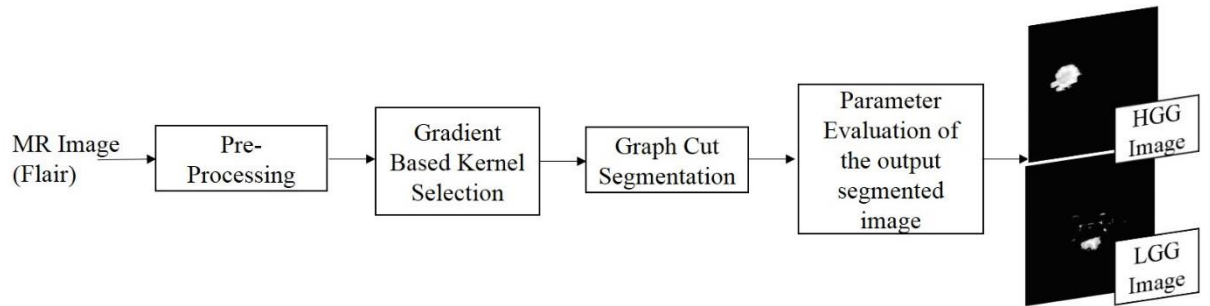 MR Image
(Flair)
Pre-
Processing
Gradient
Based Kernel
Selection
Graph Cut
Segmentation
Parameter
Evaluation of
the output
segmented
image
HGG
Image
LGG
Image